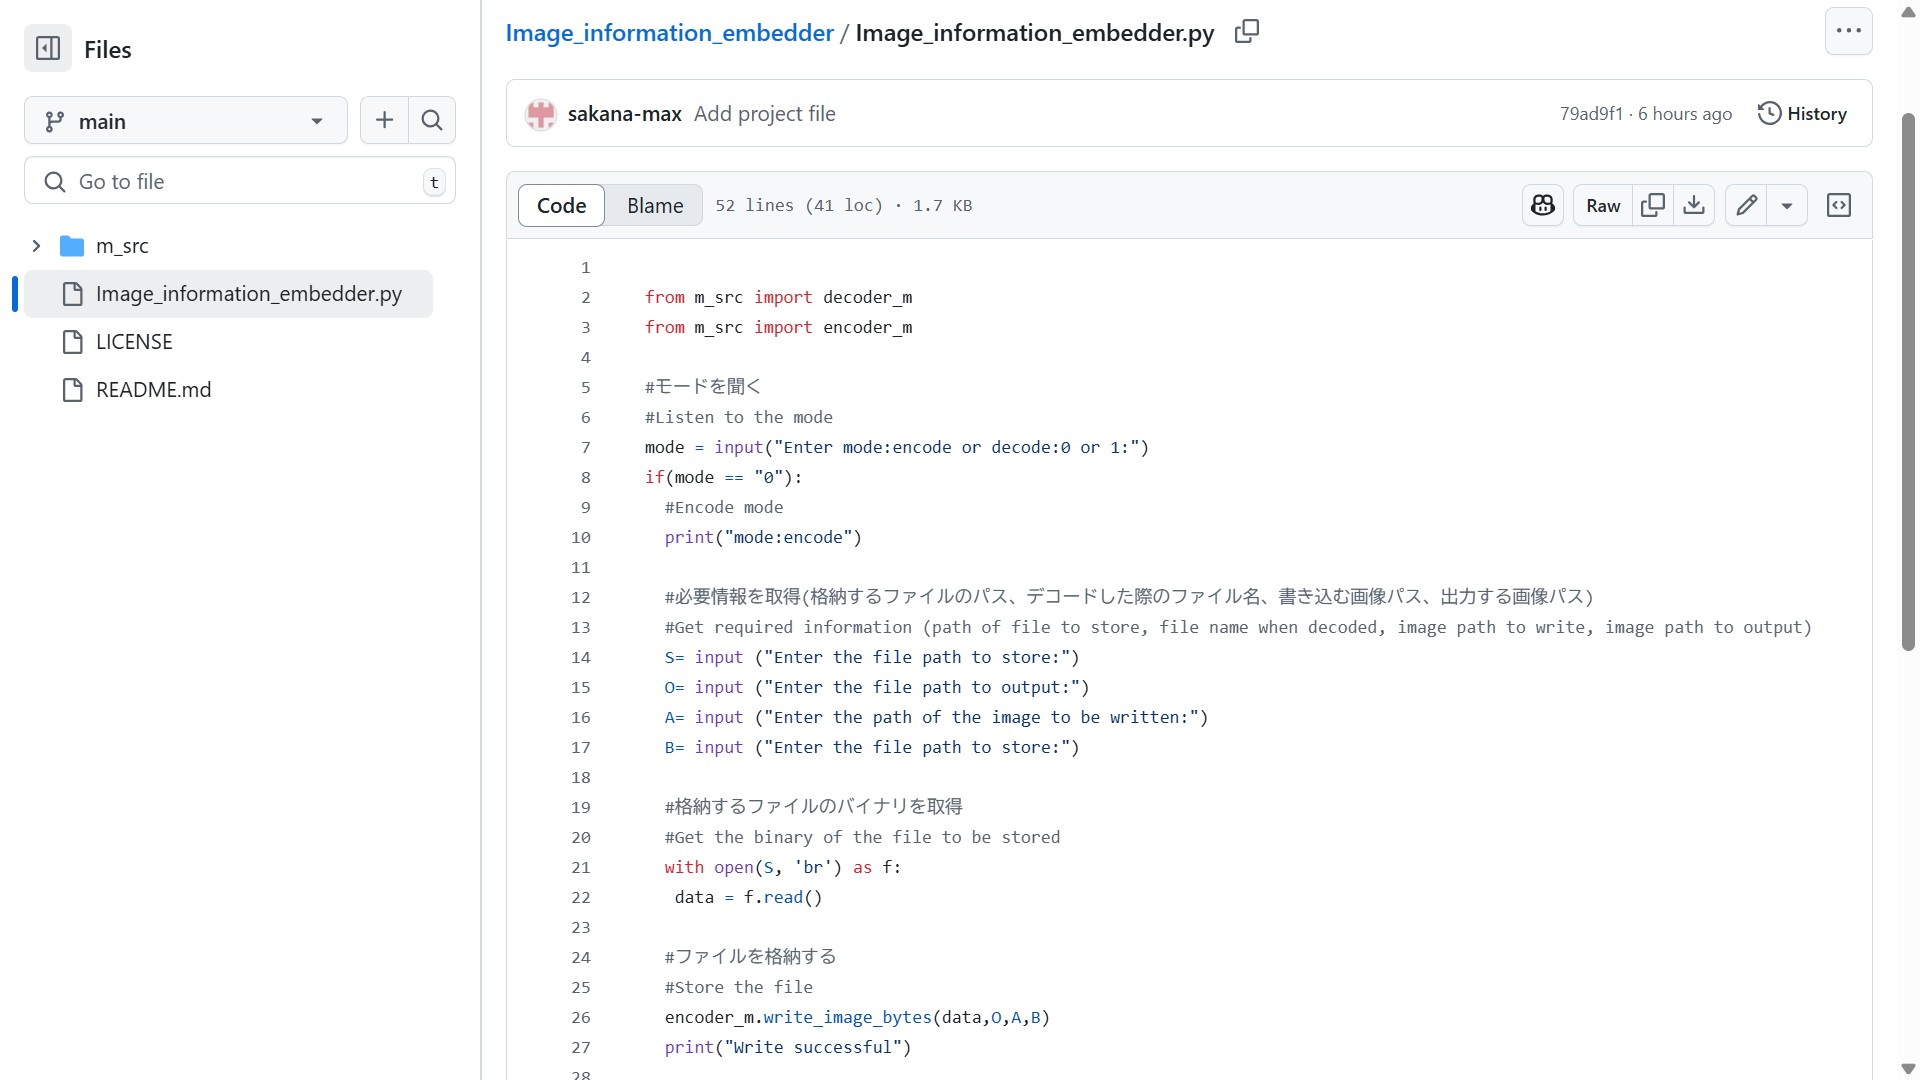 Files
main
Go to file
t
m_src
Image_information_embedder.py
LICENSE
README.md
Image_information_embedder / Image_information_embedder.py
sakana-max Add project file
79ad9f1 · 6 hours ago
History
Code
Blame
52 lines (41 loc) · 1.7 KB
Raw
1
2 from m_src import decoder_m
3 from m_src import encoder_m
4
5 #モードを聞く
6 #Listen to the mode
7 mode = input("Enter mode:encode or decode:0 or 1:")
8 if(mode == "0"):
9 #Encode mode
10 print("mode:encode")
11
12 #必要情報を取得(格納するファイルのパス、デコードした際のファイル名、書き込む画像パス、出力する画像パス)
13 #Get required information (path of file to store, file name when decoded, image path to write, image path to output)
14 S= input ("Enter the file path to store:")
15 O= input ("Enter the file path to output:")
16 A= input ("Enter the path of the image to be written:")
17 B= input ("Enter the file path to store:")
18
19 #格納するファイルのバイナリを取得
20 #Get the binary of the file to be stored
21 with open(S, 'br') as f:
22 data = f.read()
23
24 #ファイルを格納する
25 #Store the file
26 encoder_m.write_image_bytes(data,O,A,B)
27 print("Write successful")
28